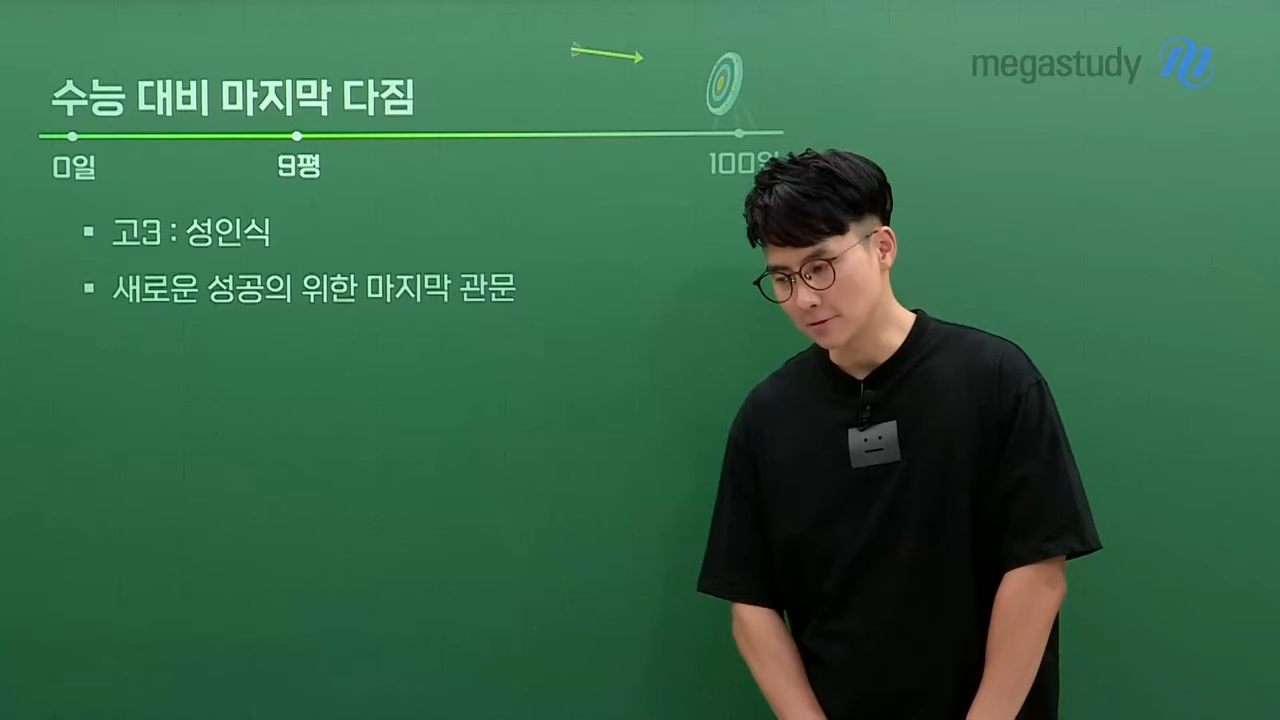 megastudy
수능 대비 마지막 다짐
0일 9평
고3 : 성인식
새로운 성공의 위한 마지막 관문